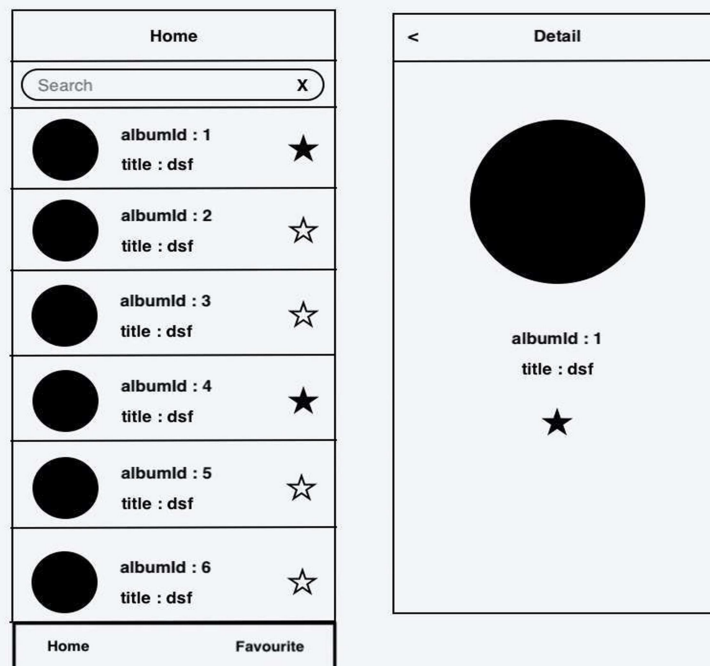 Home
Search X
albumId : 1
title : dsf
albumId : 2
title : dsf
albumId : 3
title : dsf
albumId : 4
title : dsf
albumId : 5
title : dsf
albumId : 6
title : dsf
Home Favourite
< Detail
albumId : 1
title : dsf